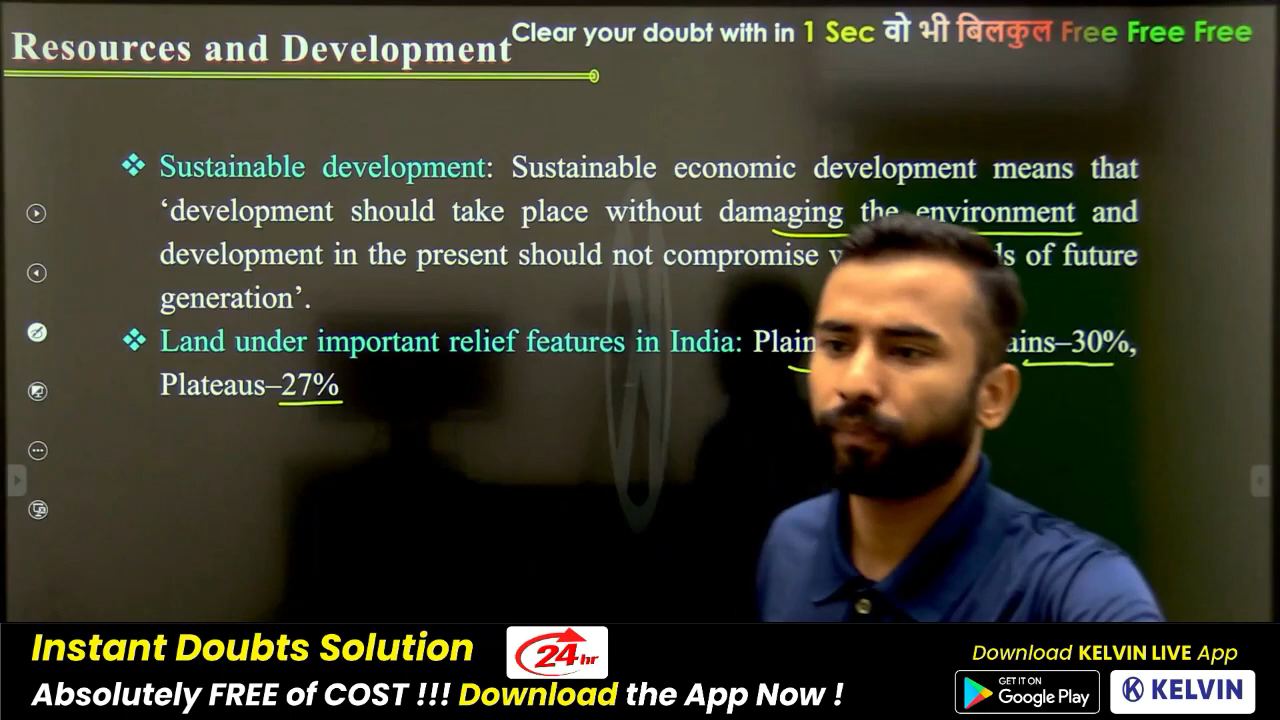 Resources and Development
Clear your doubt with in 1 Sec वो भी बिलकुल Free Free Free
❖ Sustainable development: Sustainable economic development means that
‘development should take place without damaging the environment and
development in the present should not compromise of future
generation’.
❖ Land under important relief features in India: Plain –30%,
Plateaus–27%
Instant Doubts Solution
24hr
Absolutely FREE of COST !!! Download the App Now !
Download KELVIN LIVE App
GET IT ON
Google Play
KELVIN